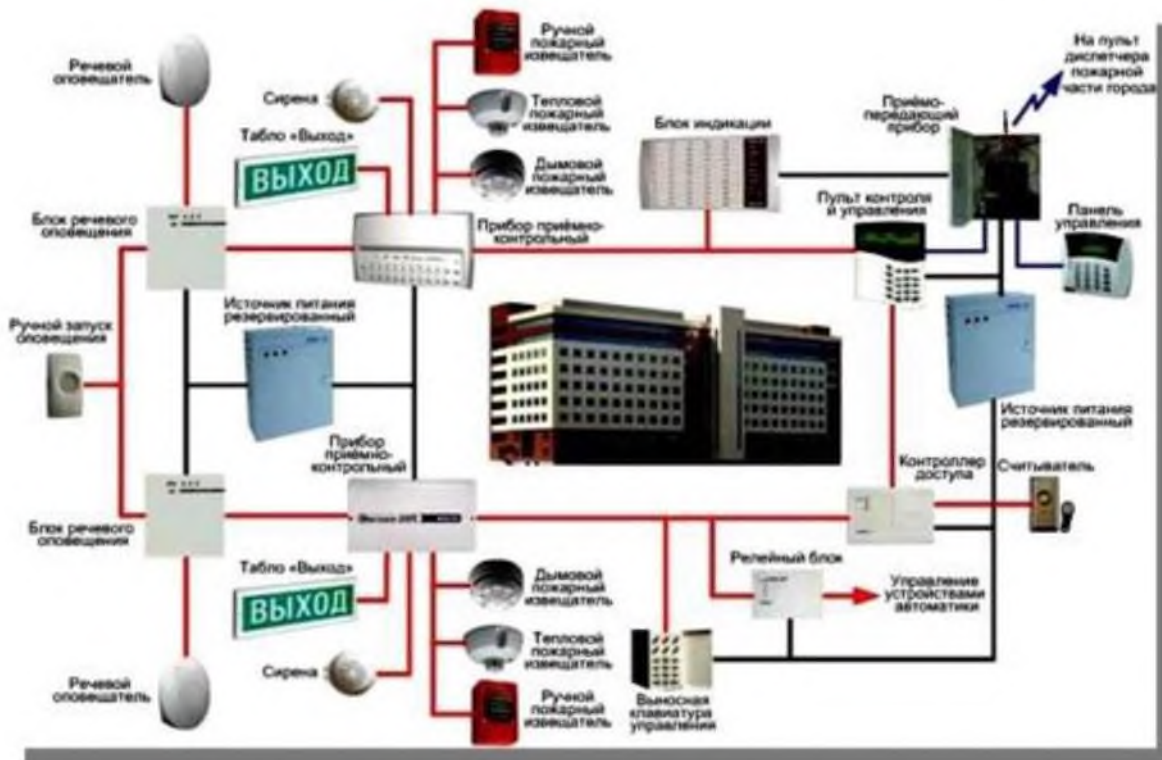 Речевой
оповещатель
Сирена
Табло «Выход»
ВЫХОД
Ручной
пожарный
извещатель
Тепловой
пожарный
извещатель
Дымовой
пожарный
извещатель
Блок индикации
Приёмо-
передающий
прибор
На пульт
диспетчера
пожарной
части города
Блок речевого
оповещения
Прибор приёмно-
контрольный
Пульт контроля
и управления
Панель
управления
Ручной запуск
оповещения
Источник питания
резервированный
Источник питания
резервированный
Прибор
приёмно-
контрольный
Контроллер
доступа
Считыватель
Блок речевого
оповещения
Табло «Выход»
ВЫХОД
Сирена
Речевой
оповещатель
Дымовой
пожарный
извещатель
Тепловой
пожарный
извещатель
Ручной
пожарный
извещатель
Релейный блок
Управление
устройствами
автоматики
Выносная
клавиатура
управления